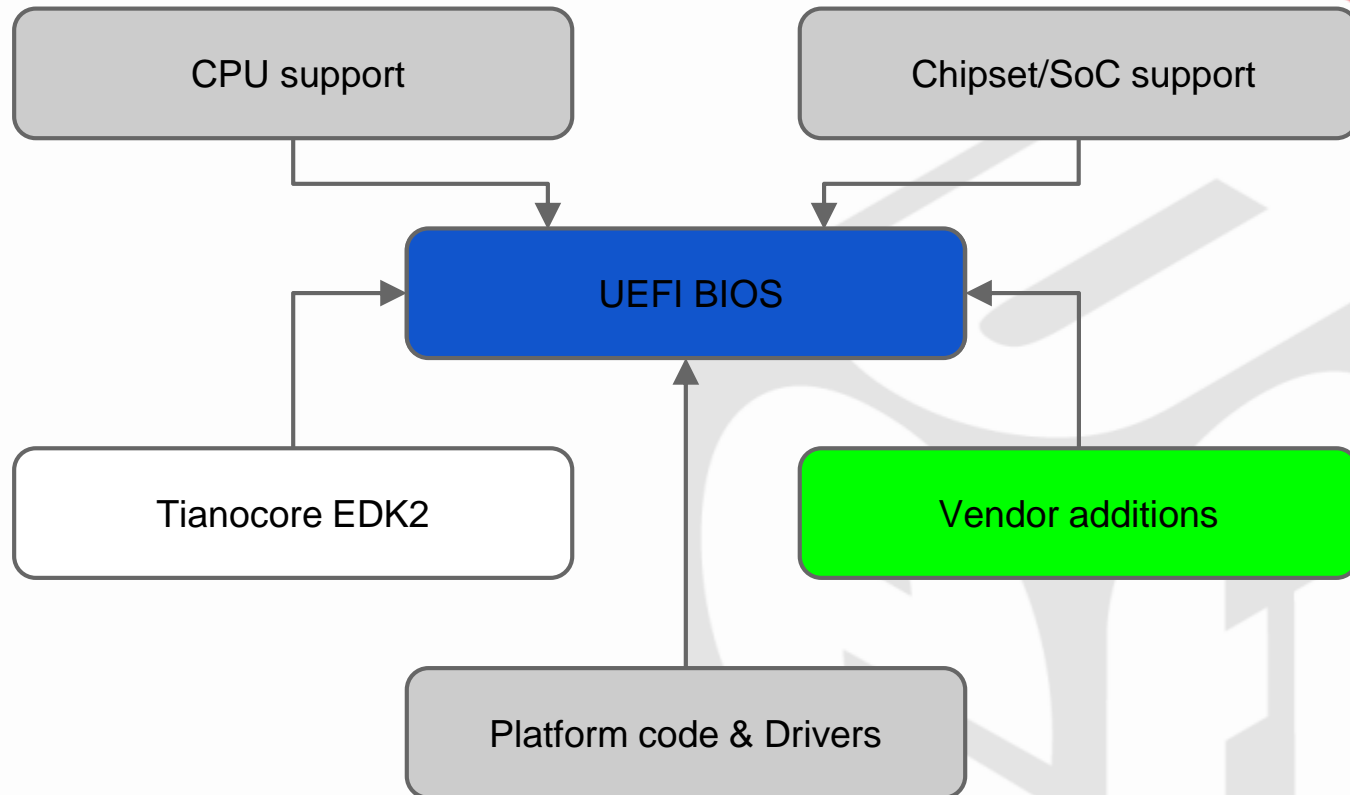 CPU support
Chipset/SoC support
UEFI BIOS
Tianocore EDK2
Vendor additions
Platform code & Drivers